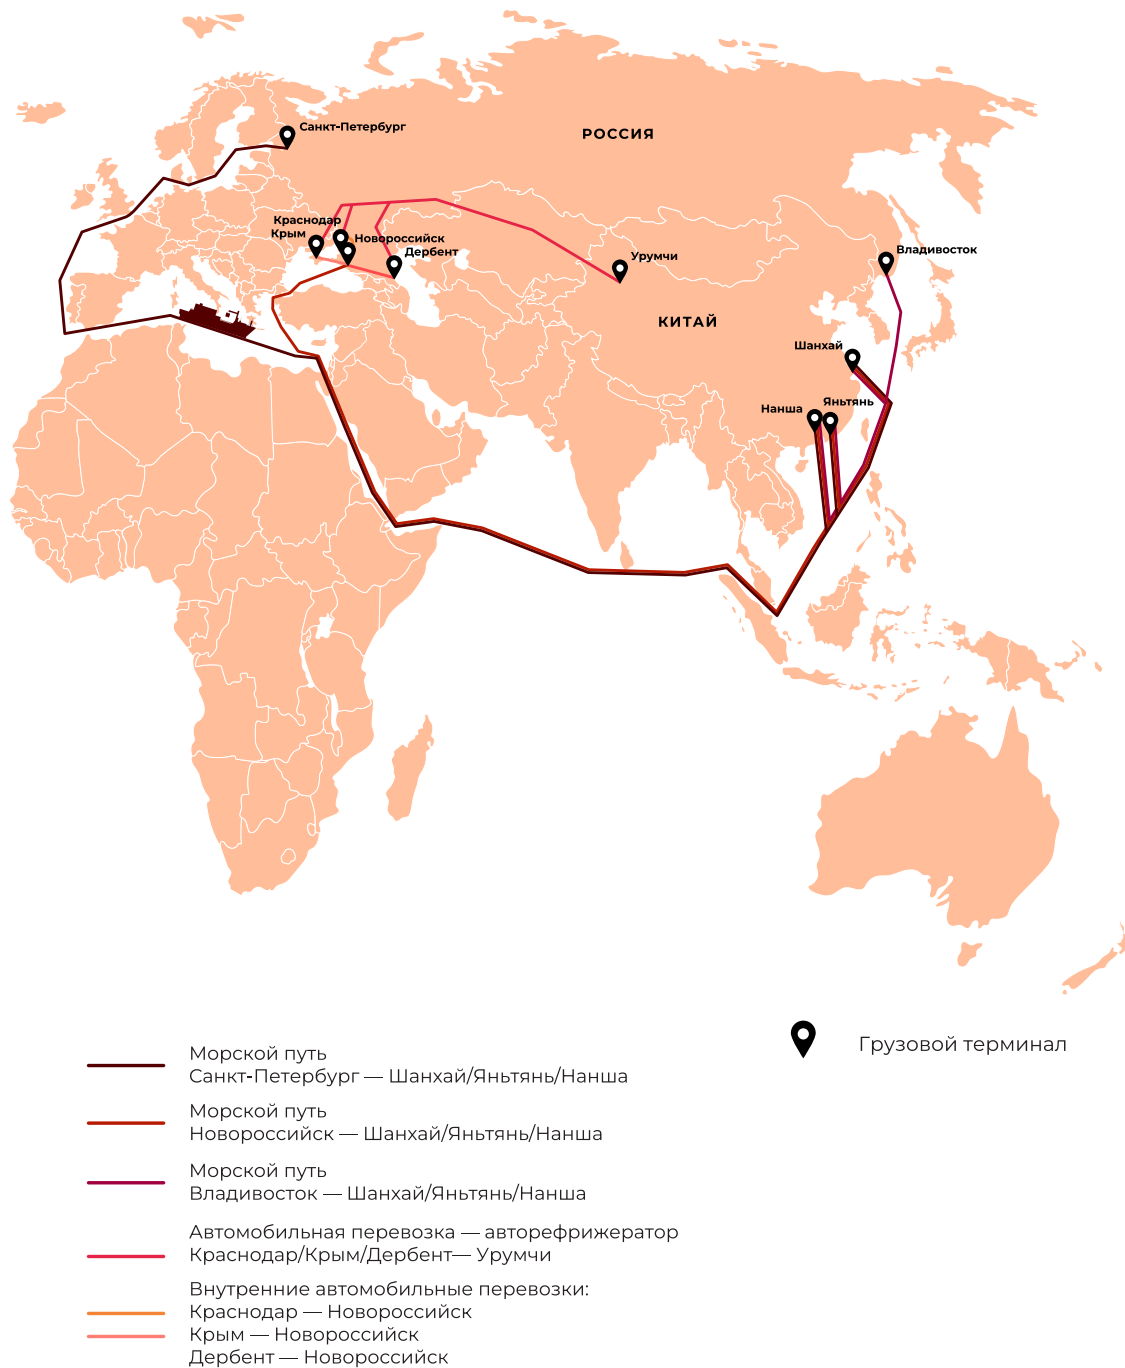 Санкт-Петербург
РОССИЯ
Краснодар
Крым
Новороссийск
Дербент
Урумчи
Владивосток
КИТАЙ
Шанхай
Нанша
Яньтянь
Грузовой терминал
Морской путь
Санкт-Петербург — Шанхай/Яньтянь/Нанша
Морской путь
Новороссийск — Шанхай/Яньтянь/Нанша
Морской путь
Владивосток — Шанхай/Яньтянь/Нанша
Автомобильная перевозка — авторефрижератор
Краснодар/Крым/Дербент— Урумчи
Внутренние автомобильные перевозки:
Краснодар — Новороссийск
Крым — Новороссийск
Дербент — Новороссийск